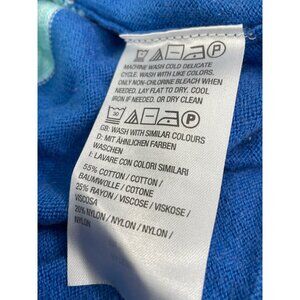 MACHINE WASH COLD DELICATE
CYCLE. WASH WITH LIKE COLORS.
ONLY NON-CHLORINE BLEACH WHEN
NEEDED. LAY FLAT TO DRY. COOL
IRON IF NEEDED. OR DRY CLEAN
GB: WASH WITH SIMILAR COLOURS
D: MIT ÄHNLICHEN FARBEN
WASCHEN
I: LAVARE CON COLORI SIMILARI
55% COTTON / COTTON /
BAUMWOLLE / COTONE
25% RAYON / VISCOSE / VISKOSE /
VISCOSA
20% NYLON / NYLON / NYLON /
NYLON